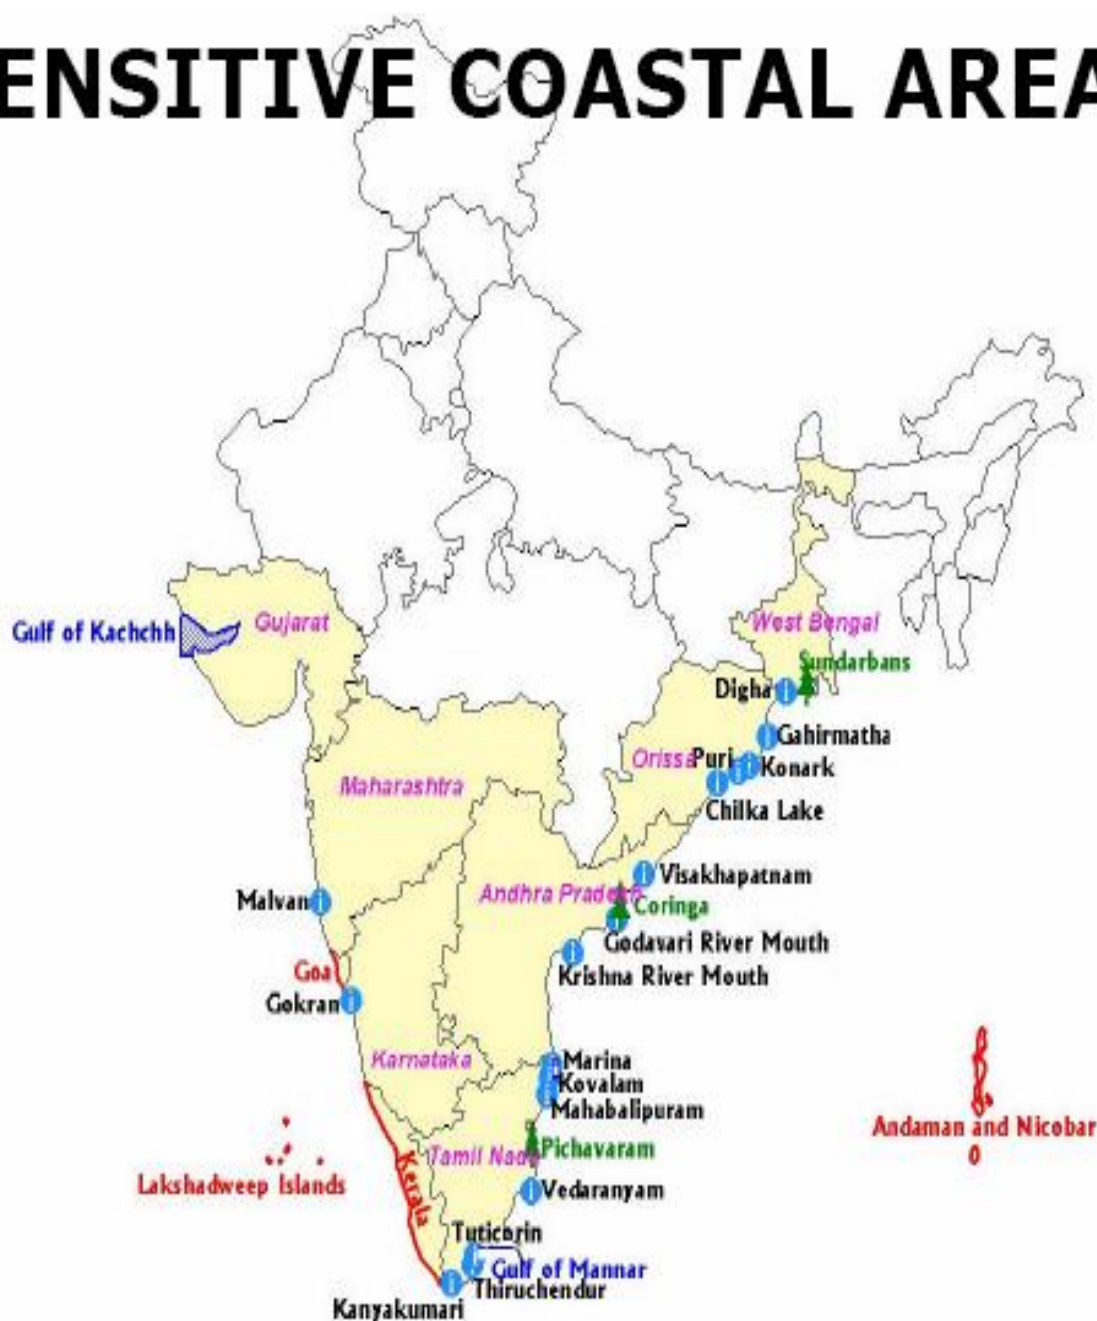 ENSITIVE COASTAL AREA
Gulf of Kachchh
Gujarat
West Bengal
Sundarbans
Digha
Gahirmatha
Orissa
Puri
Konark
Maharashtra
Chilka Lake
Visakhapatnam
Andhra Pradesh
Malvan
Coringa
Godavari River Mouth
Krishna River Mouth
Goa
Gokran
Karnataka
Marina
Kovalam
Mahabalipuram
Andaman and Nicobar
Tamil Nadu
Pichavaram
Lakshadweep Islands
Kerala
Vedaranyam
Tuticorin
Gulf of Mannar
Thiruchendur
Kanyakumari